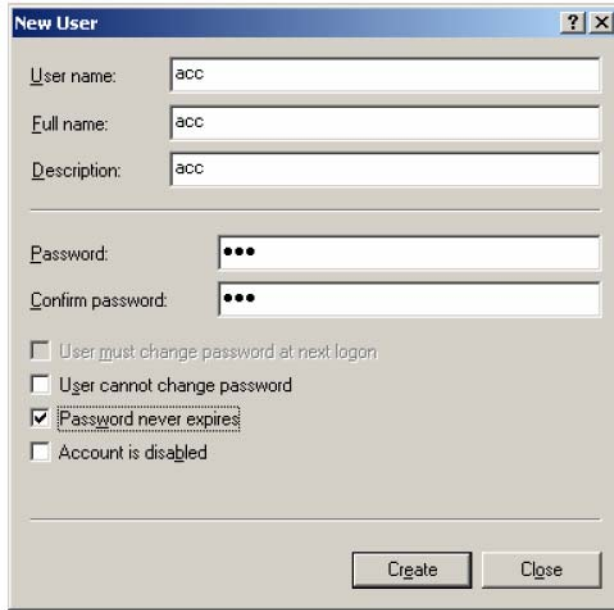 New User
User name: acc
Full name: acc
Description: acc
Password: •••
Confirm password: •••
User must change password at next logon
User cannot change password
Password never expires
Account is disabled
Create Close